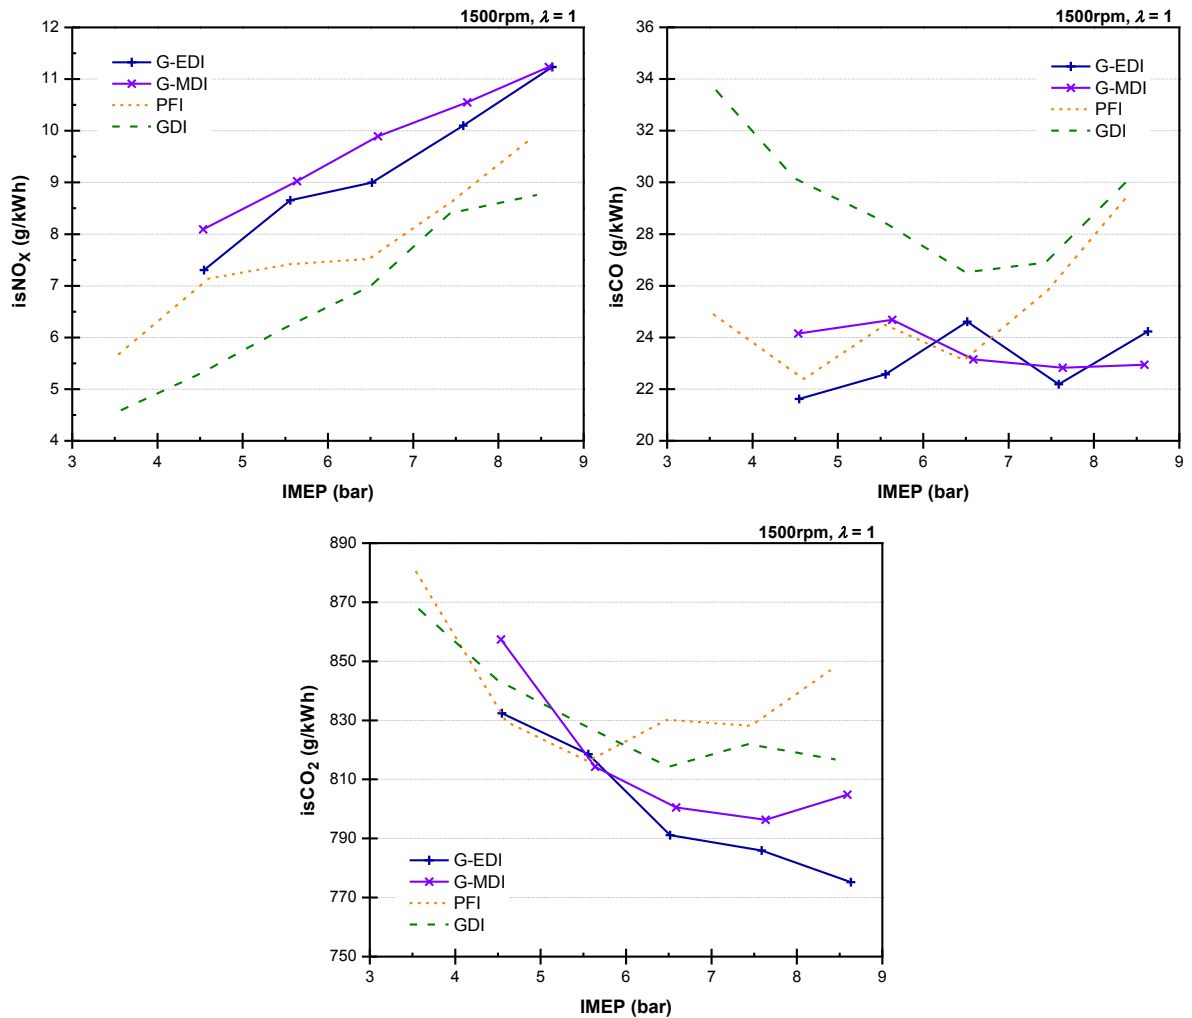 1500rpm, λ = 1
12
11
10
9
8
7
6
5
4
isNOX (g/kWh)
G-EDI
G-MDI
PFI
GDI
3 4 5 6 7 8 9
IMEP (bar)
1500rpm, λ = 1
36
34
32
30
28
26
24
22
20
isCO (g/kWh)
G-EDI
G-MDI
PFI
GDI
3 4 5 6 7 8 9
IMEP (bar)
1500rpm, λ = 1
890
870
850
830
810
790
770
750
isCO2 (g/kWh)
G-EDI
G-MDI
PFI
GDI
3 4 5 6 7 8 9
IMEP (bar)